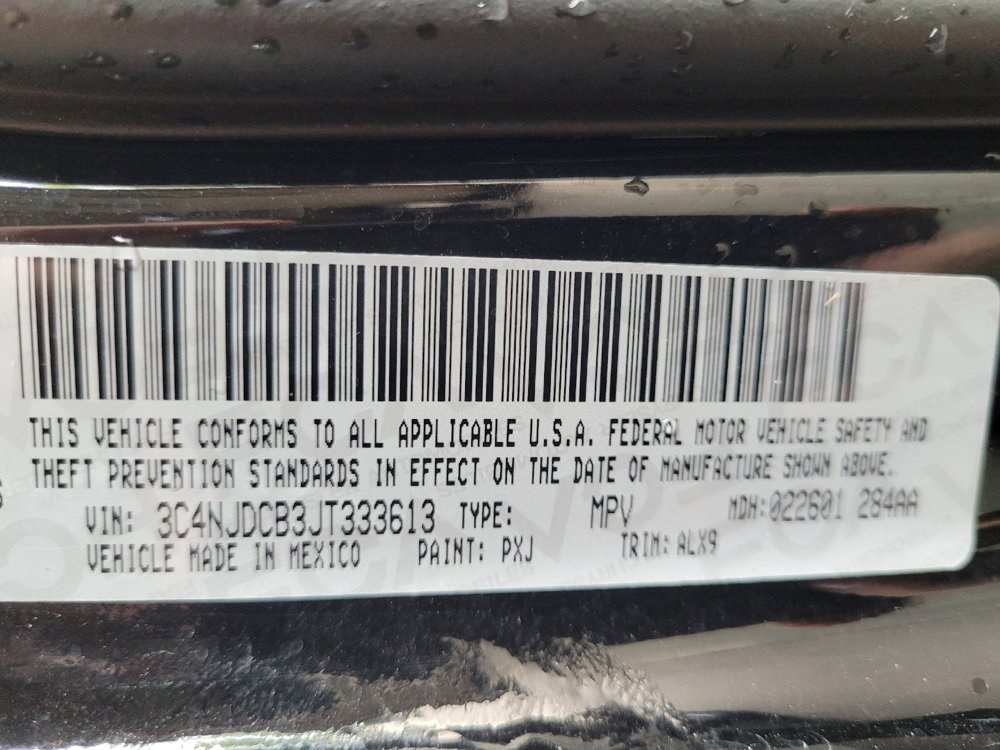 THIS VEHICLE CONFORMS TO ALL APPLICABLE U.S.A. FEDERAL MOTOR VEHICLE SAFETY AND
THEFT PREVENTION STANDARDS IN EFFECT ON THE DATE OF MANUFACTURE SHOWN ABOVE.
VIN: 3C4NJDCB3JT333613 TYPE: MPV MDH: 022601 284AA
VEHICLE MADE IN MEXICO PAINT: PXJ TRIM: ALX9